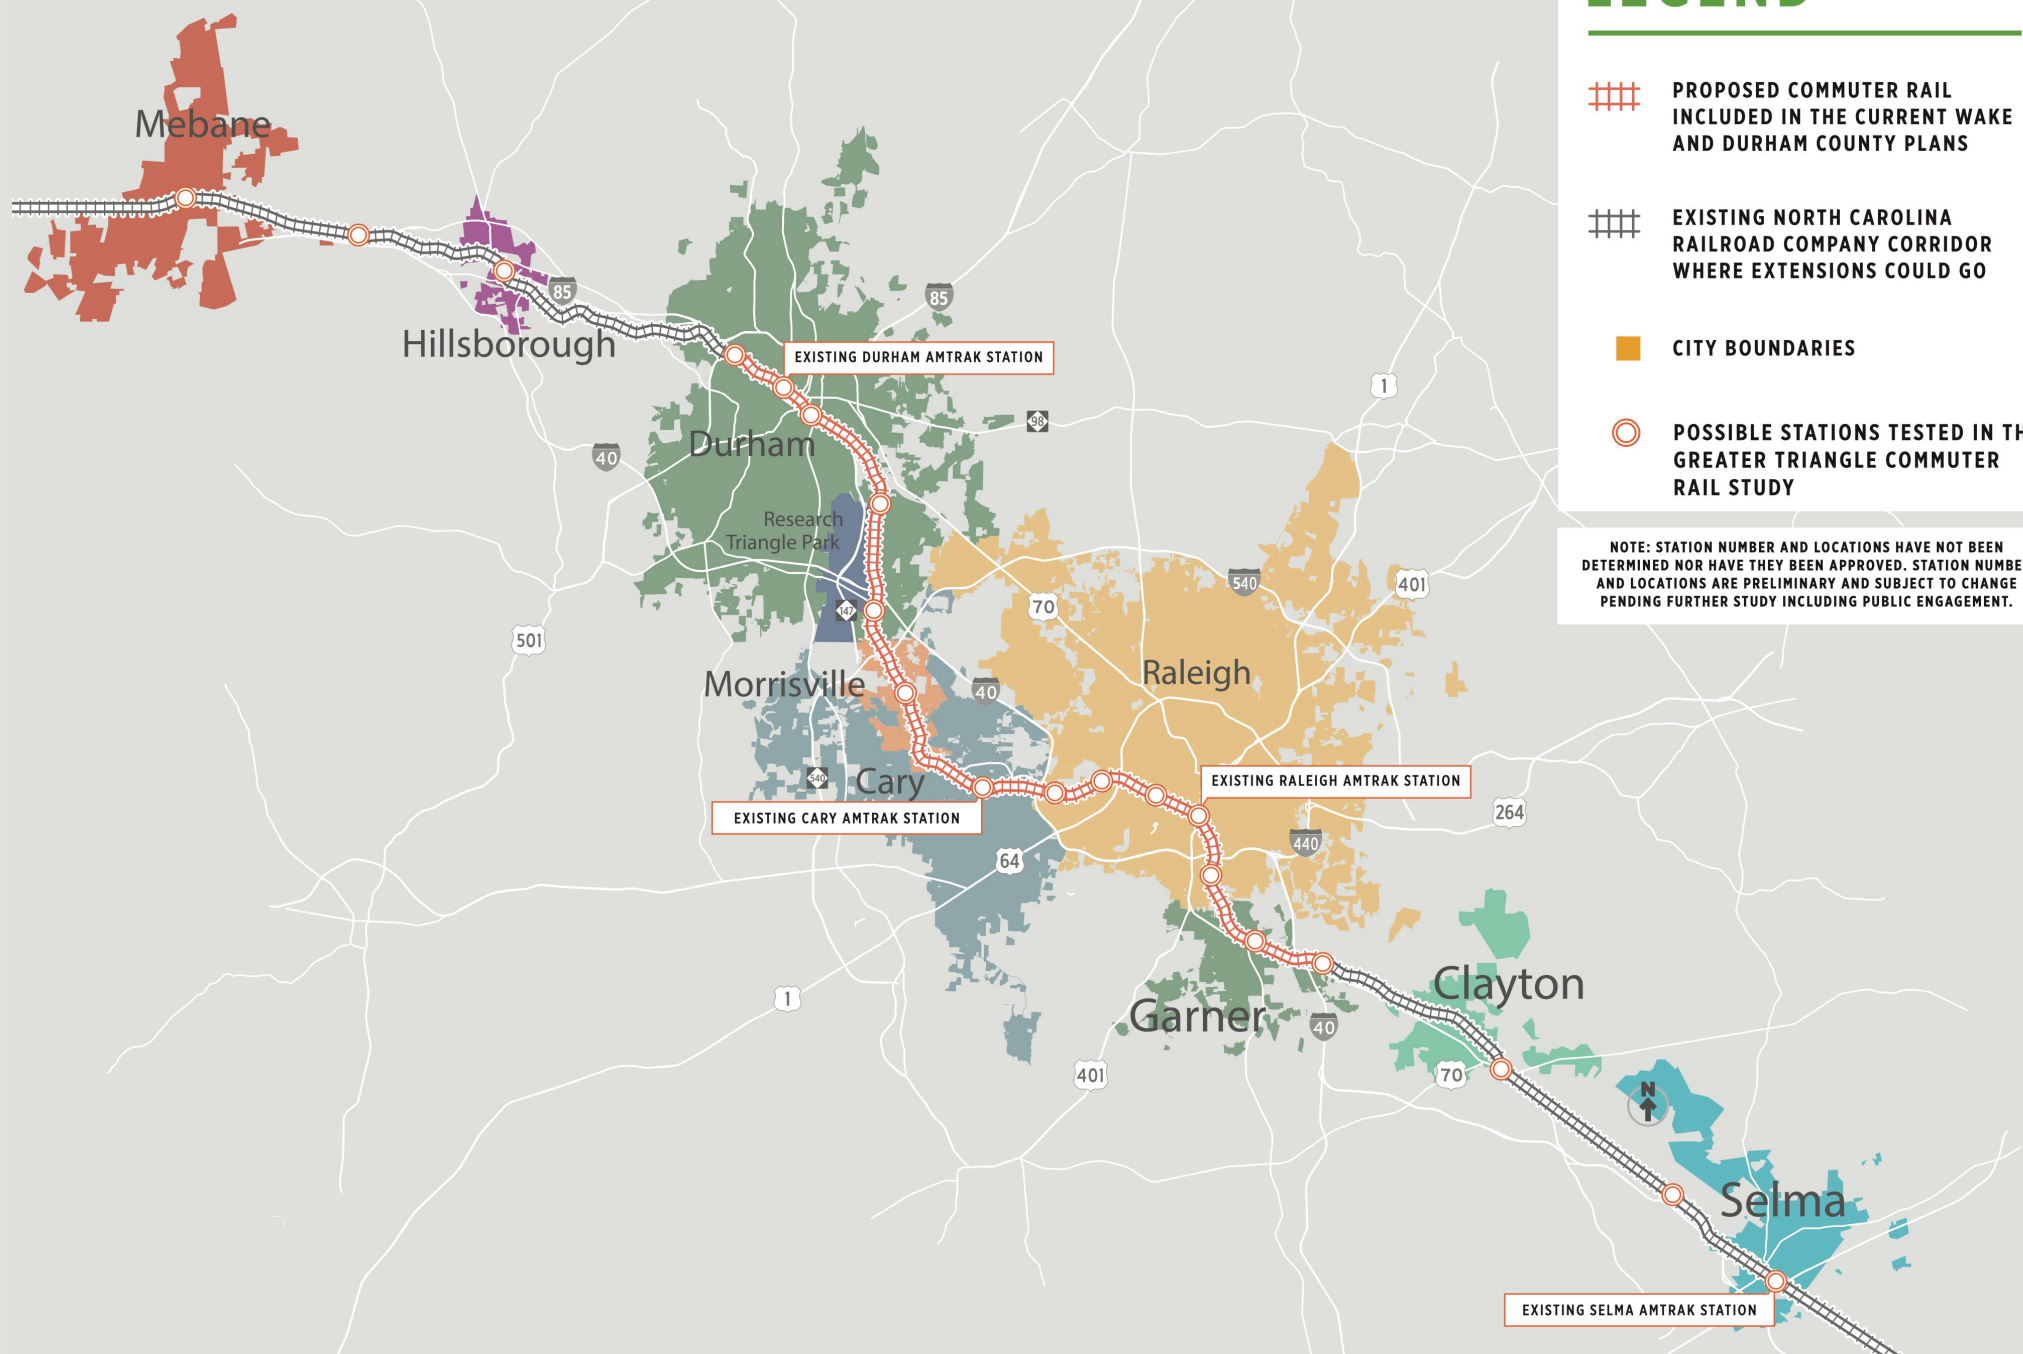 LEGEND
PROPOSED COMMUTER RAIL
INCLUDED IN THE CURRENT WAKE
AND DURHAM COUNTY PLANS
EXISTING NORTH CAROLINA
RAILROAD COMPANY CORRIDOR
WHERE EXTENSIONS COULD GO
CITY BOUNDARIES
POSSIBLE STATIONS TESTED IN TH
GREATER TRIANGLE COMMUTER
RAIL STUDY
NOTE: STATION NUMBER AND LOCATIONS HAVE NOT BEEN
DETERMINED NOR HAVE THEY BEEN APPROVED. STATION NUMBE
AND LOCATIONS ARE PRELIMINARY AND SUBJECT TO CHANGE
PENDING FURTHER STUDY INCLUDING PUBLIC ENGAGEMENT.
Mebane
85
85
Hillsborough
EXISTING DURHAM AMTRAK STATION
1
98
Durham
40
Research
Triangle Park
540
401
70
147
501
Raleigh
Morrisville
40
540
Cary
EXISTING RALEIGH AMTRAK STATION
EXISTING CARY AMTRAK STATION
264
440
64
Clayton
1
Garner
40
401
70
N
Selma
EXISTING SELMA AMTRAK STATION